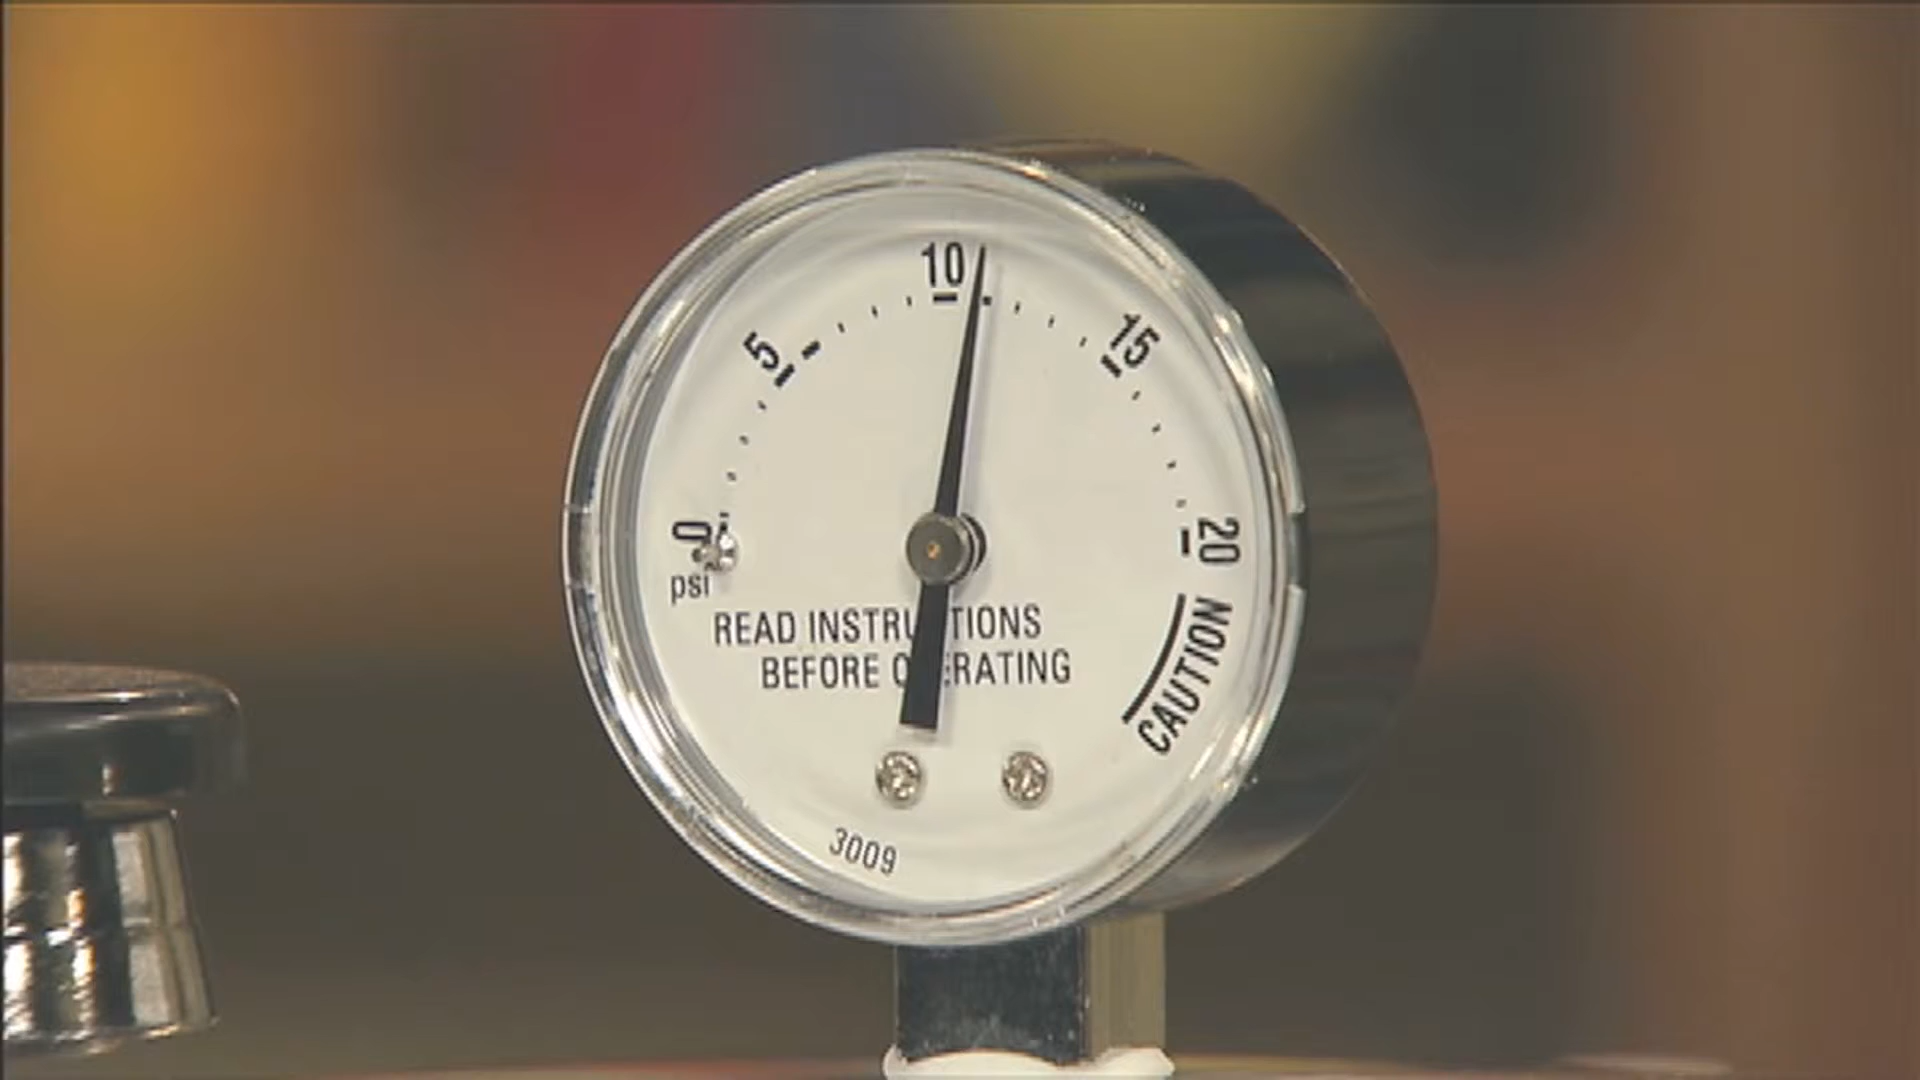 10
5
15
0
20
psi
READ INSTRUCTIONS
BEFORE OPERATING
CAUTION
3009